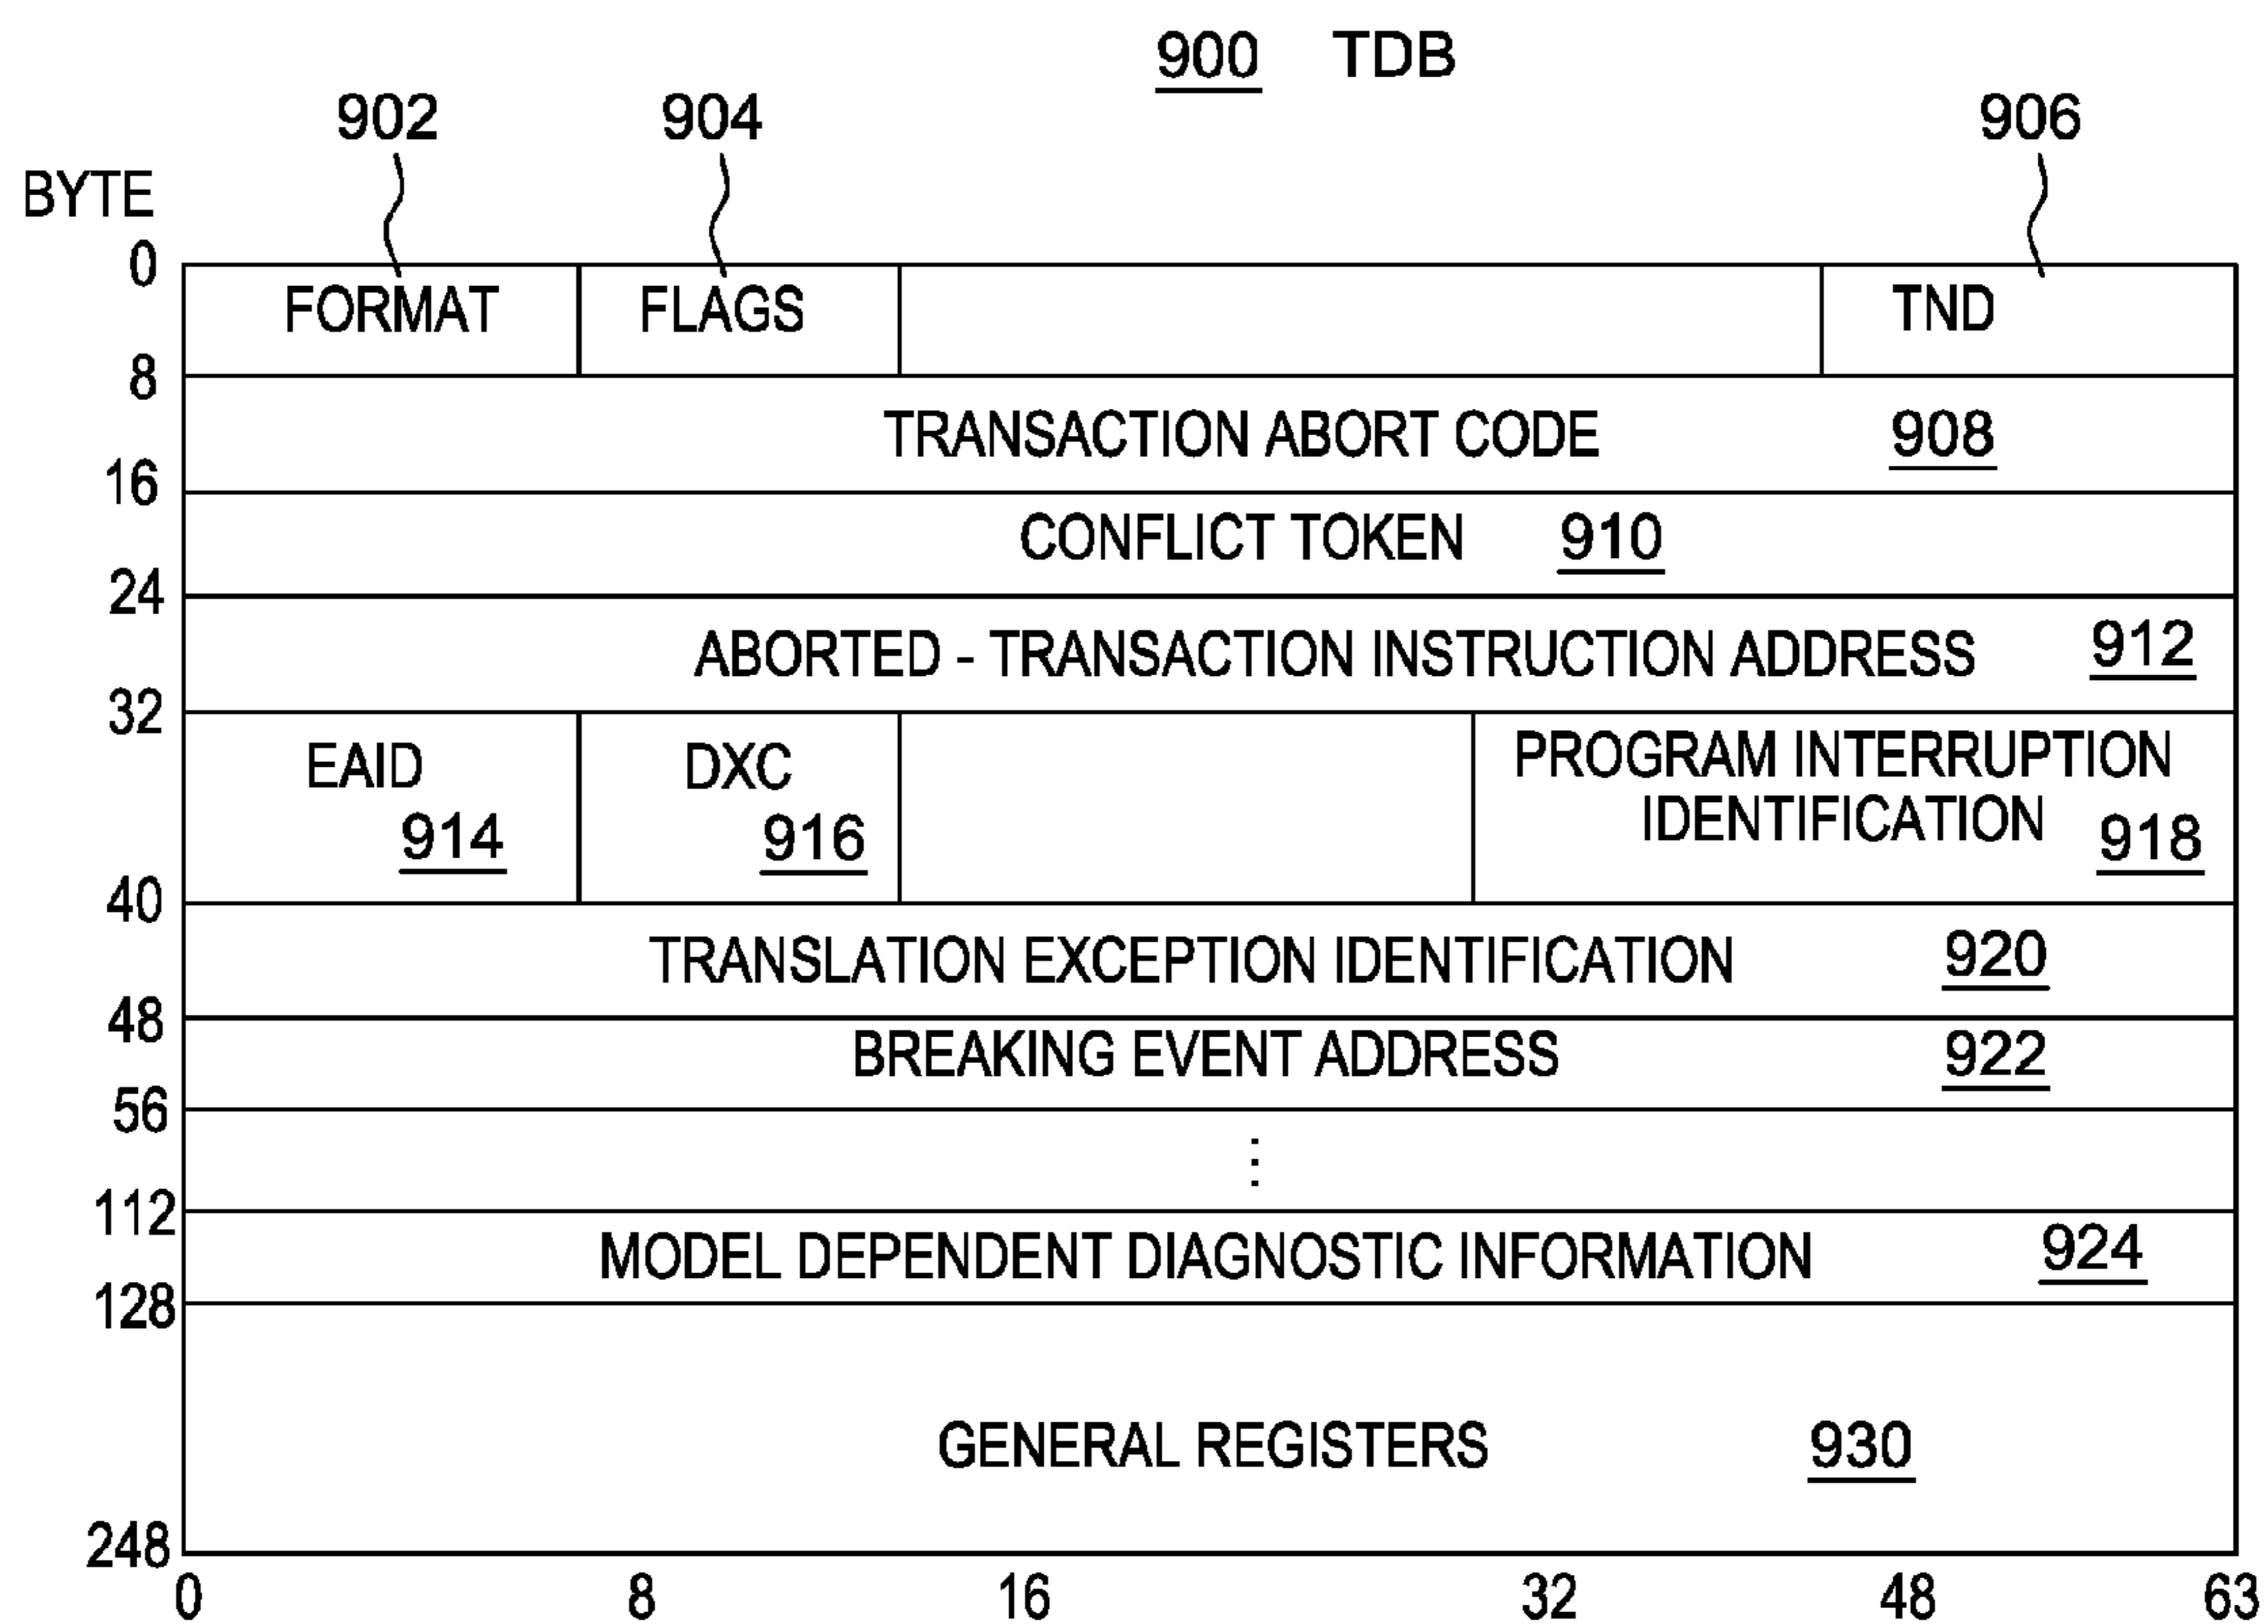 900 TDB
902 904 906
BYTE
0
FORMAT FLAGS TND
8
TRANSACTION ABORT CODE 908
16
CONFLICT TOKEN 910
24
ABORTED - TRANSACTION INSTRUCTION ADDRESS 912
32
EAID DXC PROGRAM INTERRUPTION
914 916 IDENTIFICATION 918
40
TRANSLATION EXCEPTION IDENTIFICATION 920
48
BREAKING EVENT ADDRESS 922
56
⋮
112
MODEL DEPENDENT DIAGNOSTIC INFORMATION 924
128
GENERAL REGISTERS 930
248
0 8 16 32 48 63